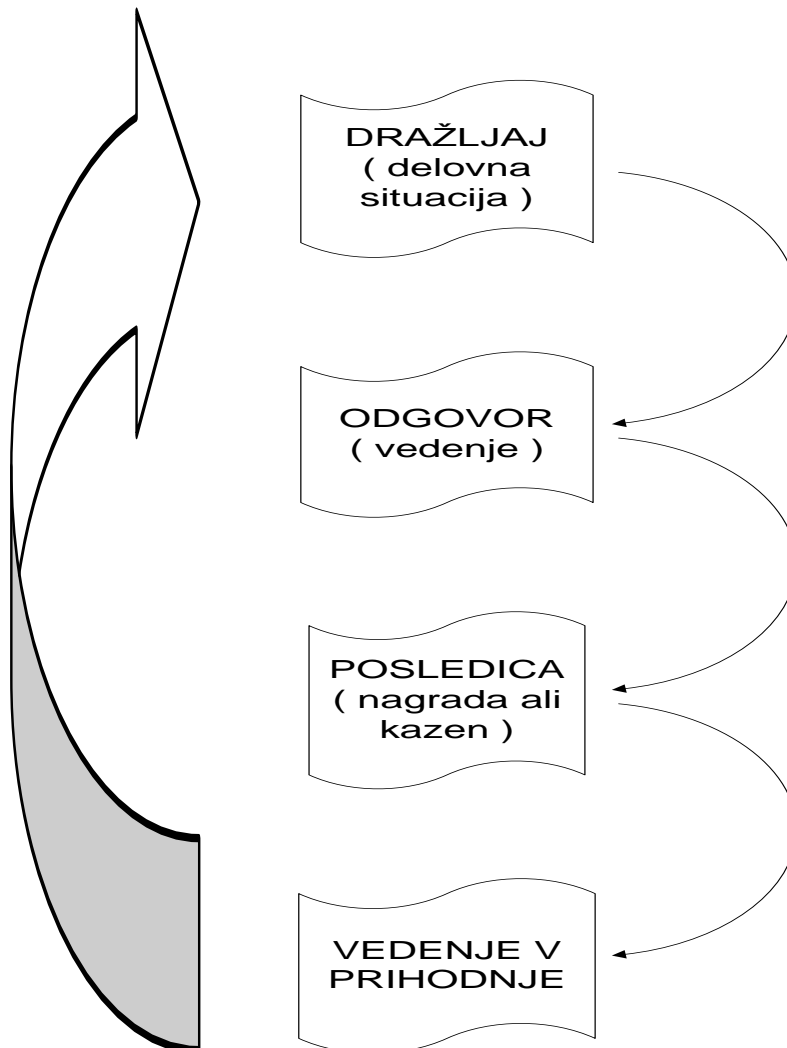 DRAŽLJAJ
( delovna
situacija )
ODGOVOR
( vedenje )
POSLEDICA
( nagrada ali
kazen )
VEDENJE V
PRIHODNJE